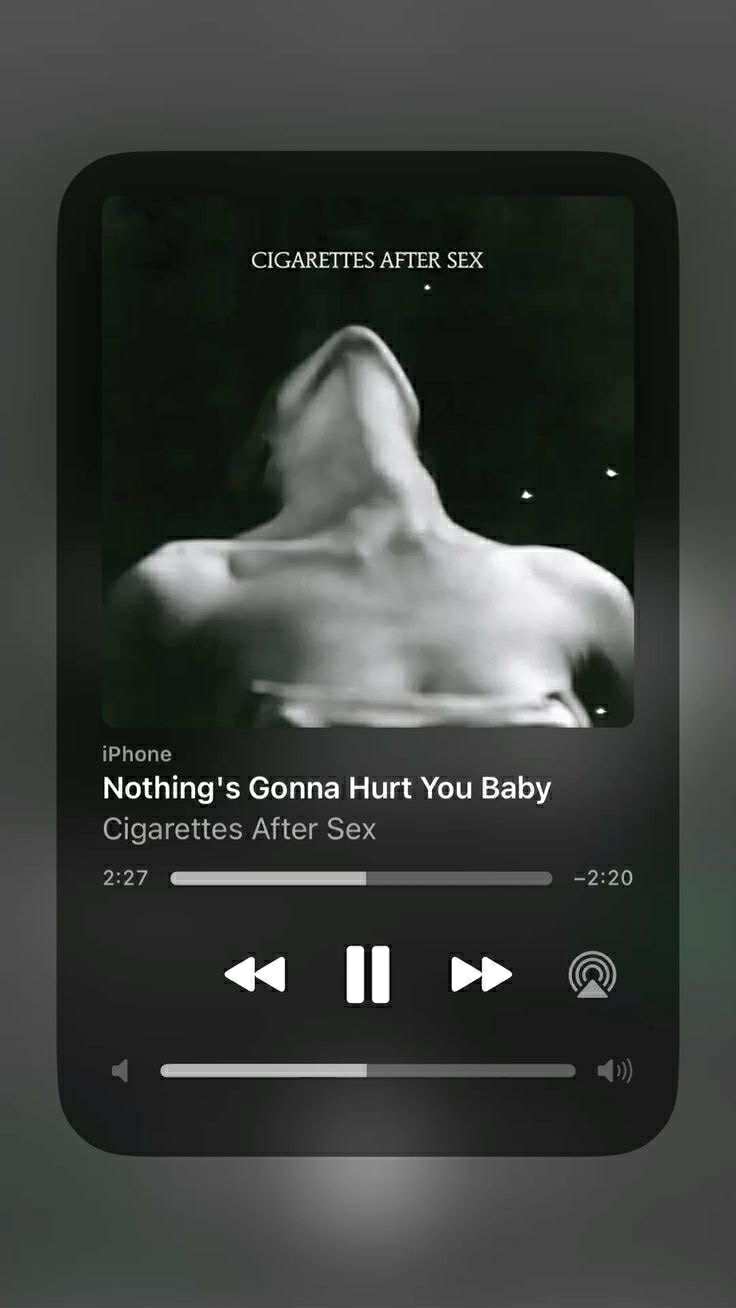 CIGARETTES AFTER SEX
iPhone
Nothing's Gonna Hurt You Baby
Cigarettes After Sex
2:27 −2:20